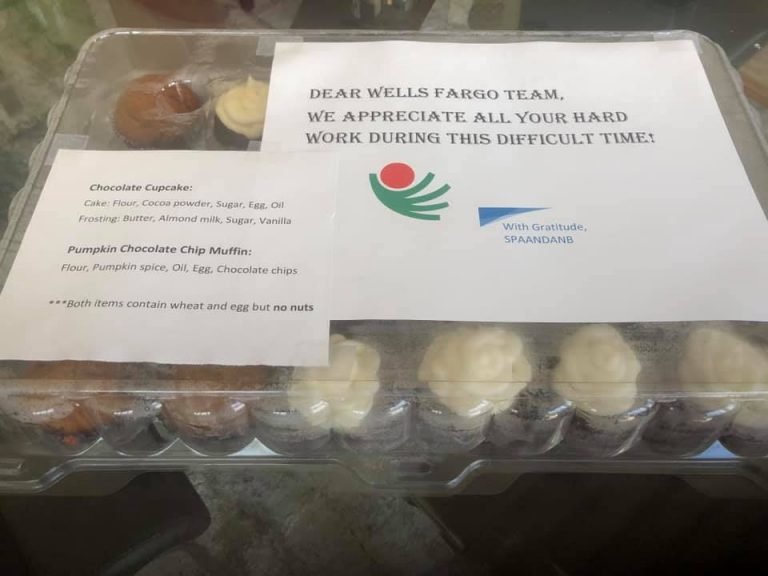 DEAR WELLS FARGO TEAM,
WE APPRECIATE ALL YOUR HARD
WORK DURING THIS DIFFICULT TIME!
With Gratitude,
SPAANDANB
Chocolate Cupcake:
Cake: Flour, Cocoa powder, Sugar, Egg, Oil
Frosting: Butter, Almond milk, Sugar, Vanilla
Pumpkin Chocolate Chip Muffin:
Flour, Pumpkin spice, Oil, Egg, Chocolate chips
***Both items contain wheat and egg but no nuts